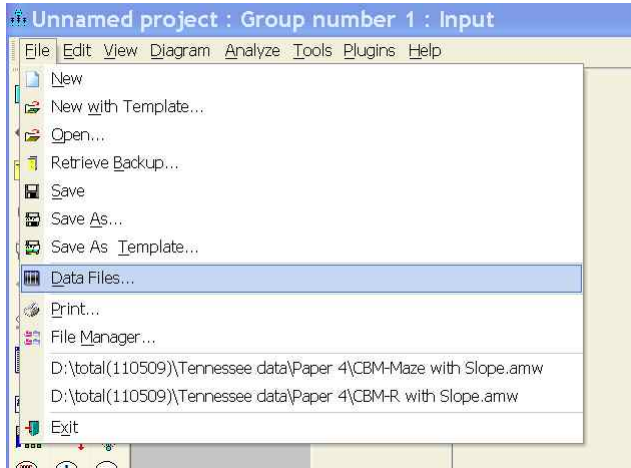 Unnamed project : Group number 1 : Input
File Edit View Diagram Analyze Tools Plugins Help
New
New with Template...
Open...
Retrieve Backup...
Save
Save As...
Save As Template...
Data Files...
Print...
File Manager...
D:\total(110509)\Tennessee data\Paper 4\CBM-Maze with Slope.amw
D:\total(110509)\Tennessee data\Paper 4\CBM-R with Slope.amw
Exit